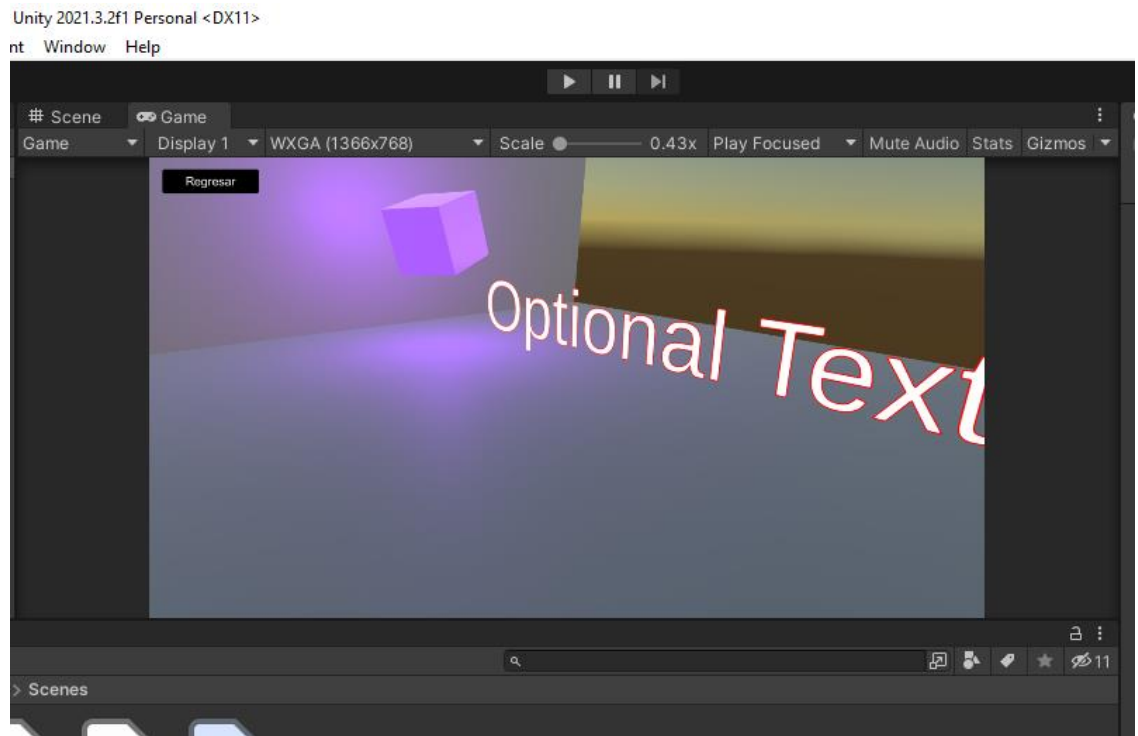 Unity 2021.3.2f1 Personal <DX11>
nt Window Help
# Scene Game
Game Display 1 WXGA (1366x768) Scale 0.43x Play Focused Mute Audio Stats Gizmos
Regresar
Optional Text
11
> Scenes